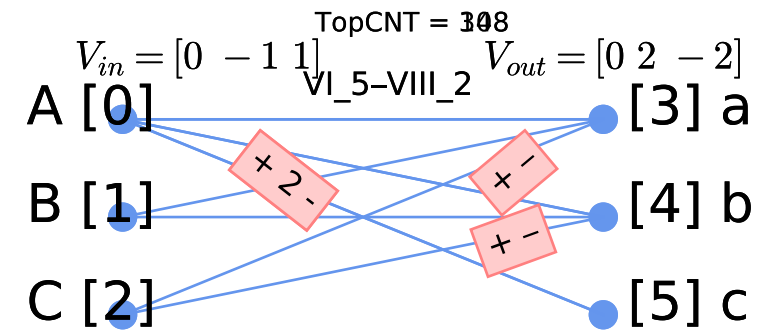 TopCNT =
V_in = [0 − 1 1] V_out = [0 2 − 2]
VI_5–VIII_2
A [0] [3] a
+ 2 -
+ −
B [1] [4] b
+ −
C [2] [5] c